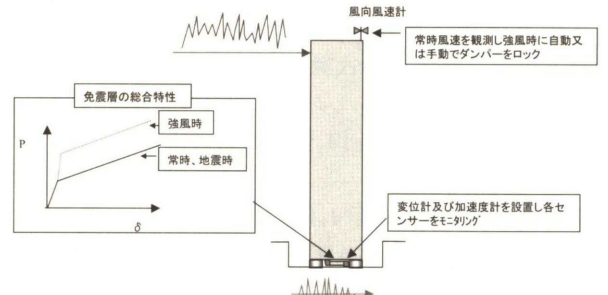 風向風速計
常時風速を観測し強風時に自動又
は手動でダンパーをロック
免震層の総合特性
強風時
P
常時、地震時
δ
変位計及び加速度計を設置し各セ
ンサーをモニタリング